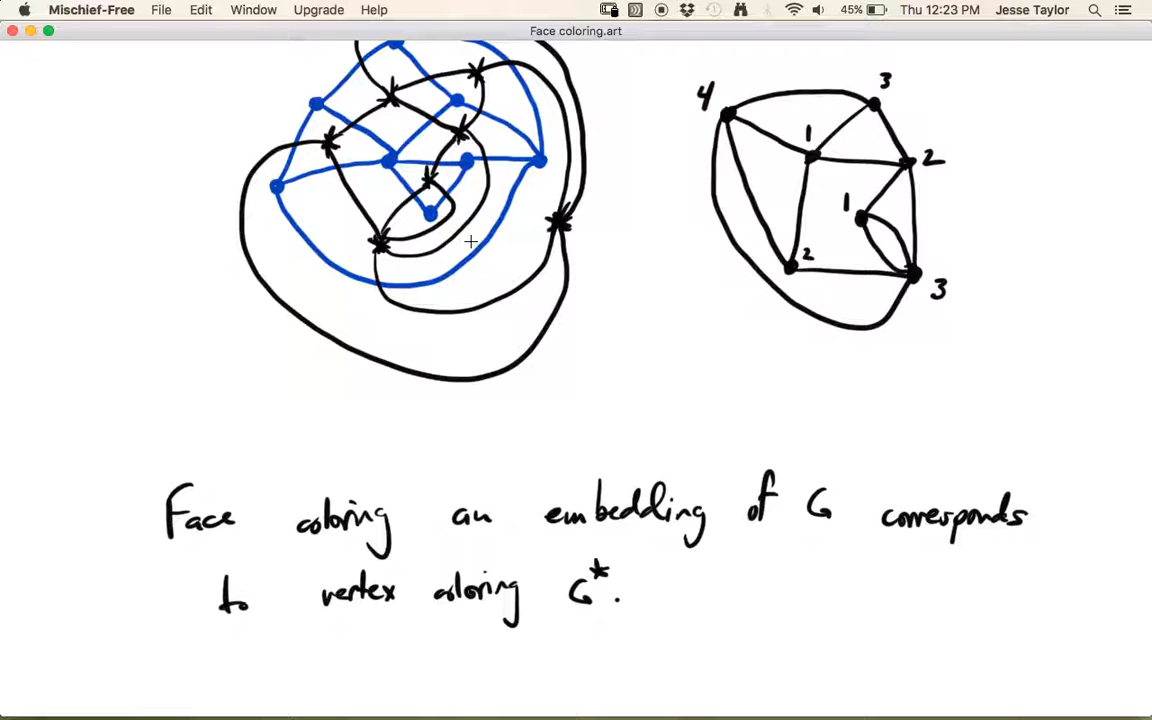 Mischief-Free File Edit Window Upgrade Help 45% Thu 12:23 PM Jesse Taylor
Face coloring.art
4
3
1
2
1
2
3
Face coloring an embedding of G corresponds
to vertex coloring G*.